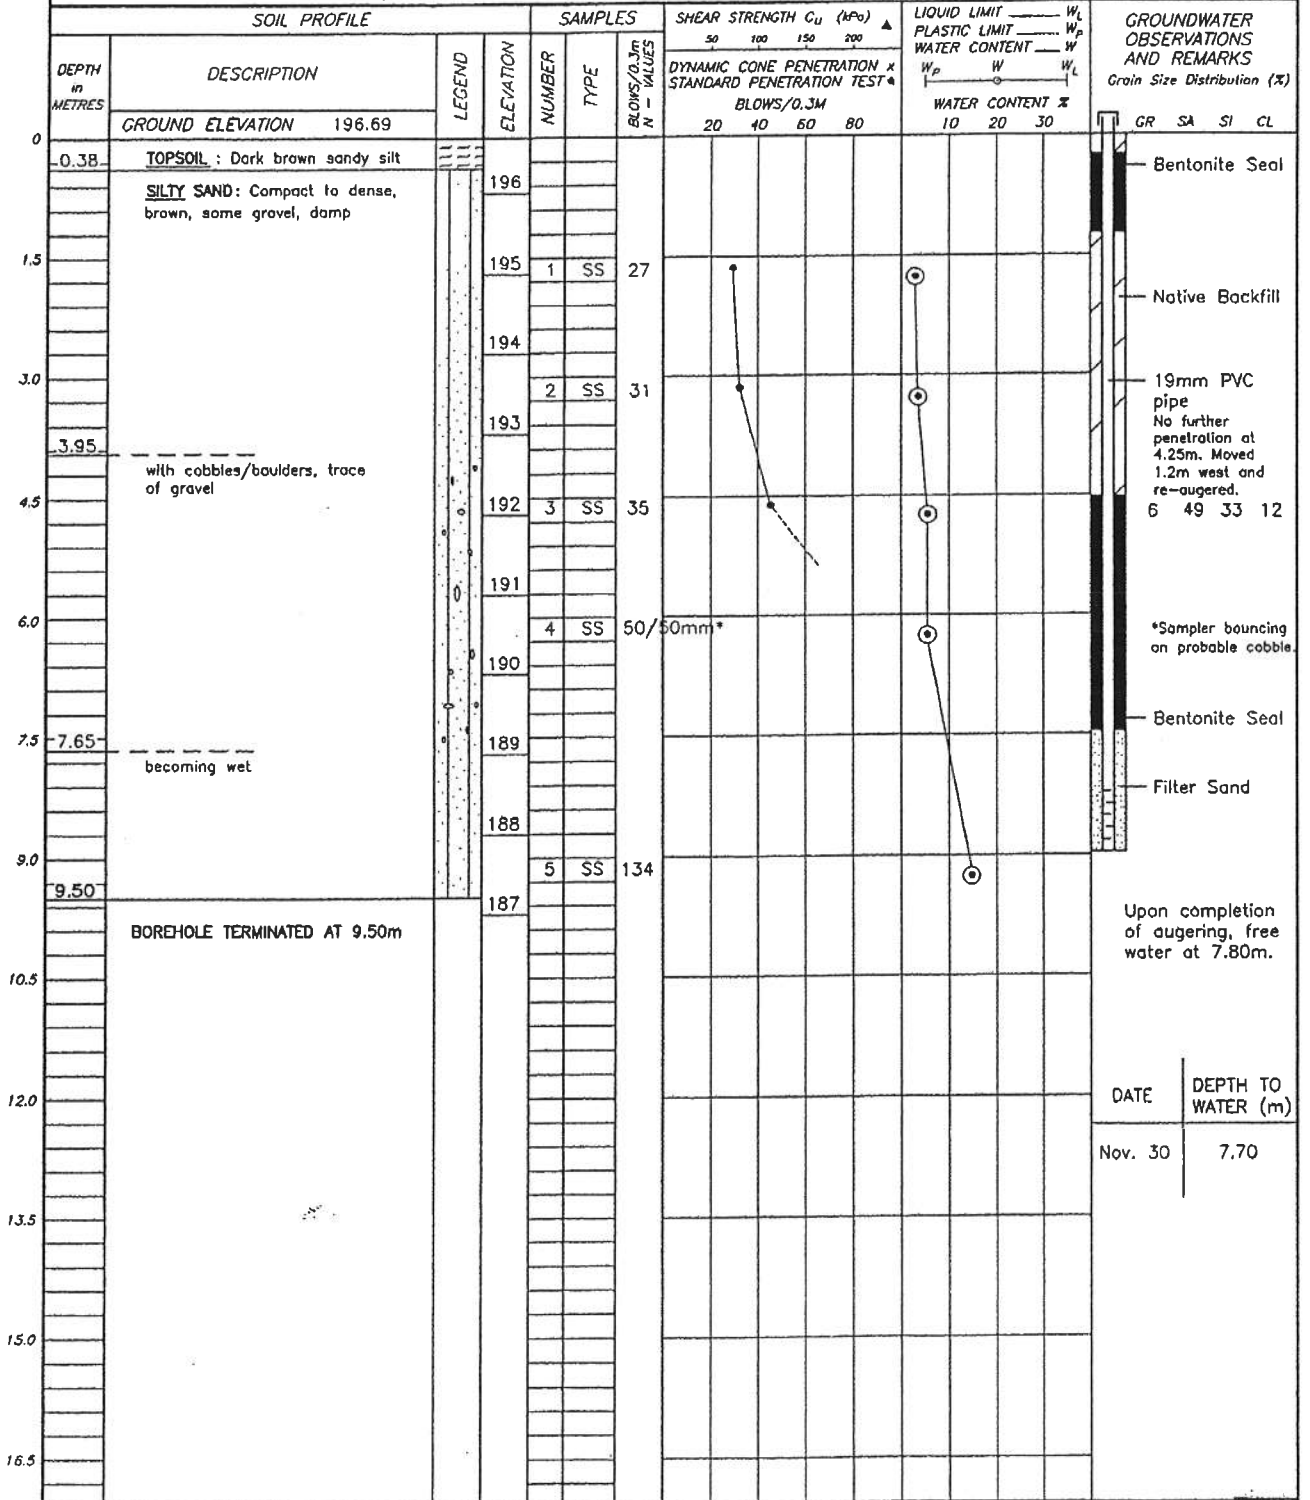 SOIL PROFILE
SAMPLES
SHEAR STRENGTH Cu (kPa) ▲
50 100 150 200
LIQUID LIMIT ____ WL
PLASTIC LIMIT ____ WP
WATER CONTENT ____ W
GROUNDWATER
OBSERVATIONS
AND REMARKS
Grain Size Distribution (%)
GR SA SI CL
DEPTH
in
METRES
DESCRIPTION
LEGEND
ELEVATION
NUMBER
TYPE
BLOWS/0.3m
N - VALUES
DYNAMIC CONE PENETRATION x
STANDARD PENETRATION TEST •
BLOWS/0.3M
20 40 60 80
WP W WL
WATER CONTENT %
10 20 30
GROUND ELEVATION 196.69
0
0.38
TOPSOIL : Dark brown sandy silt
Bentonite Seal
SILTY SAND: Compact to dense,
brown, some gravel, damp
196
1.5
195
1 SS 27
Native Backfill
194
3.0
2 SS 31
19mm PVC
pipe
No further
penetration at
4.25m. Moved
1.2m west and
re-augered.
193
3.95
with cobbles/boulders, trace
of gravel
4.5
192
3 SS 35
6 49 33 12
191
6.0
4 SS 50/50mm*
*Sampler bouncing
on probable cobble.
190
Bentonite Seal
7.5
7.65
189
becoming wet
Filter Sand
188
9.0
5 SS 134
9.50
187
BOREHOLE TERMINATED AT 9.50m
Upon completion
of augering, free
water at 7.80m.
10.5
12.0
DATE
DEPTH TO
WATER (m)
Nov. 30 7.70
13.5
15.0
16.5